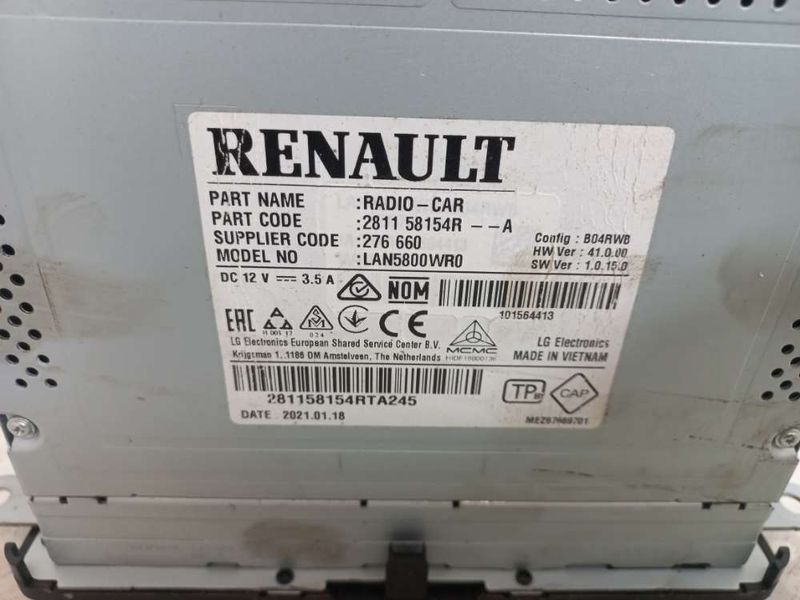 RENAULT
PART NAME :RADIO-CAR
PART CODE :2811 58154R --A
SUPPLIER CODE :276 660
MODEL NO :LAN5800WR0
Config : B04RWB
HW Ver : 41.0.00
SW Ver : 1.0.15.0
DC 12 V 3.5 A
NOM
101564413
EAC
024
CE
MCMC
LG Electronics European Shared Service Center B.V.
Krijgsman 1, 1186 DM Amstelveen, The Netherlands
LG Electronics
MADE IN VIETNAM
281158154RTA245
TP
CAP
DATE : 2021.01.18